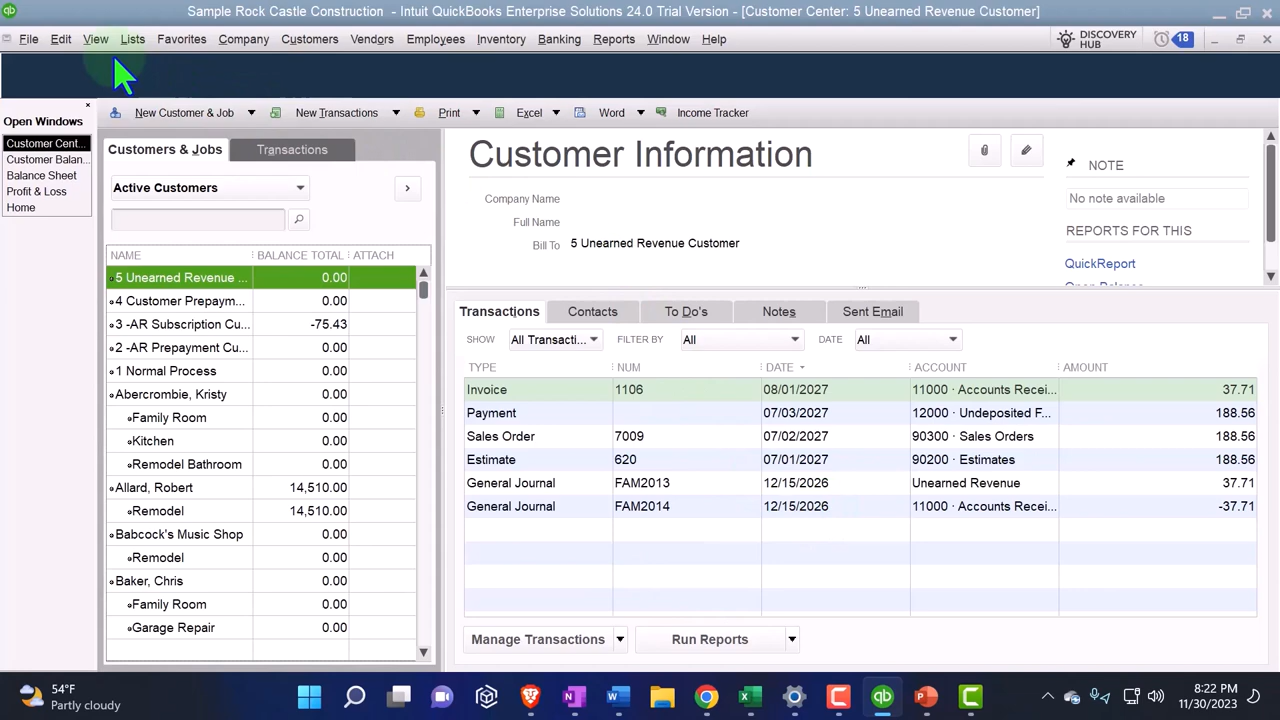 Sample Rock Castle Construction - Intuit QuickBooks Enterprise Solutions 24.0 Trial Version - [Customer Center: 5 Unearned Revenue Customer]
File Edit View Lists Favorites Company Customers Vendors Employees Inventory Banking Reports Window Help
DISCOVERY HUB 18
New Customer & Job New Transactions Print Excel Word Income Tracker
Open Windows
Customer Cent...
Customer Balan...
Balance Sheet
Profit & Loss
Home
Customers & Jobs Transactions
Active Customers
NAME BALANCE TOTAL ATTACH
5 Unearned Revenue ... 0.00
4 Customer Prepaym... 0.00
3 -AR Subscription Cu... -75.43
2 -AR Prepayment Cu... 0.00
1 Normal Process 0.00
Abercrombie, Kristy 0.00
Family Room 0.00
Kitchen 0.00
Remodel Bathroom 0.00
Allard, Robert 14,510.00
Remodel 14,510.00
Babcock's Music Shop 0.00
Remodel 0.00
Baker, Chris 0.00
Family Room 0.00
Garage Repair 0.00
Customer Information
Company Name
Full Name
Bill To 5 Unearned Revenue Customer
NOTE
No note available
REPORTS FOR THIS
QuickReport
Transactions Contacts To Do's Notes Sent Email
SHOW All Transacti... FILTER BY All DATE All
TYPE NUM DATE ACCOUNT AMOUNT
Invoice 1106 08/01/2027 11000 · Accounts Recei... 37.71
Payment 07/03/2027 12000 · Undeposited F... 188.56
Sales Order 7009 07/02/2027 90300 · Sales Orders 188.56
Estimate 620 07/01/2027 90200 · Estimates 188.56
General Journal FAM2013 12/15/2026 Unearned Revenue 37.71
General Journal FAM2014 12/15/2026 11000 · Accounts Recei... -37.71
Manage Transactions Run Reports
54°F
Partly cloudy
8:22 PM
11/30/2023